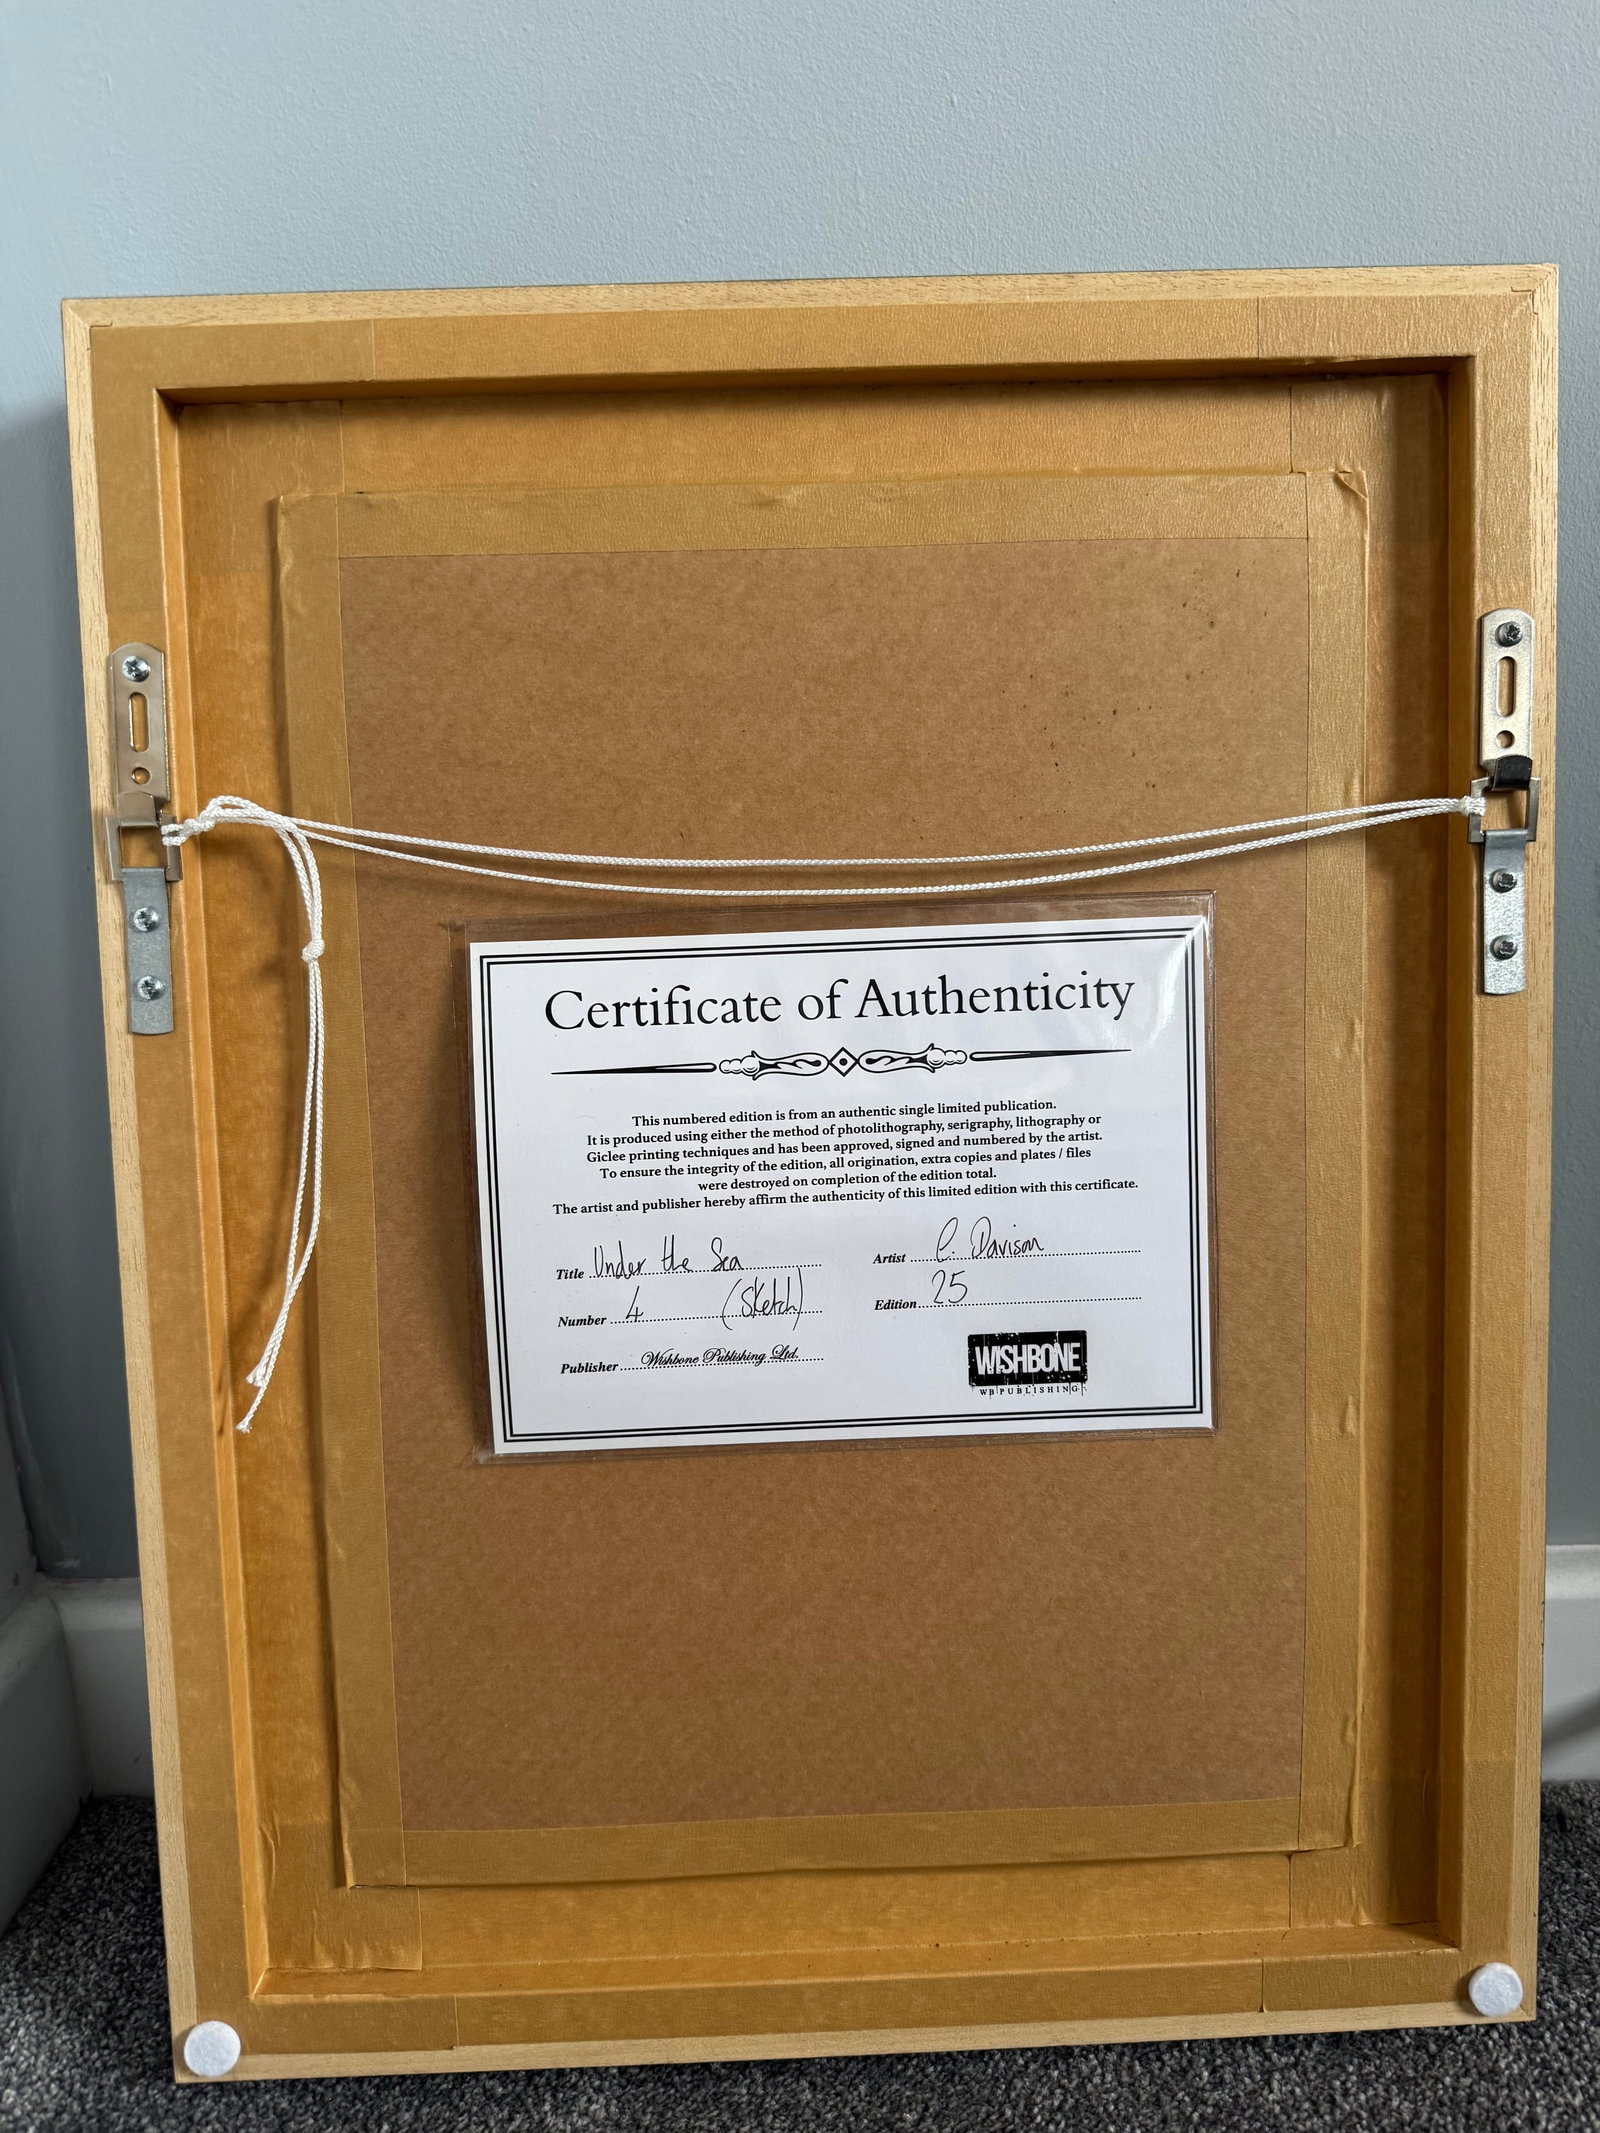 Certificate of Authenticity
This numbered edition is from an authentic single limited publication.
It is produced using either the method of photolithography, serigraphy, lithography or
Giclee printing techniques and has been approved, signed and numbered by the artist.
To ensure the integrity of the edition, all origination, extra copies and plates / files
were destroyed on completion of the edition total.
The artist and publisher hereby affirm the authenticity of this limited edition with this certificate.
Title Under the Sea
Artist P. Davison
Number 4 (Sketch)
Edition 25
Publisher Wishbone Publishing Ltd.
WISHBONE
WB PUBLISHING